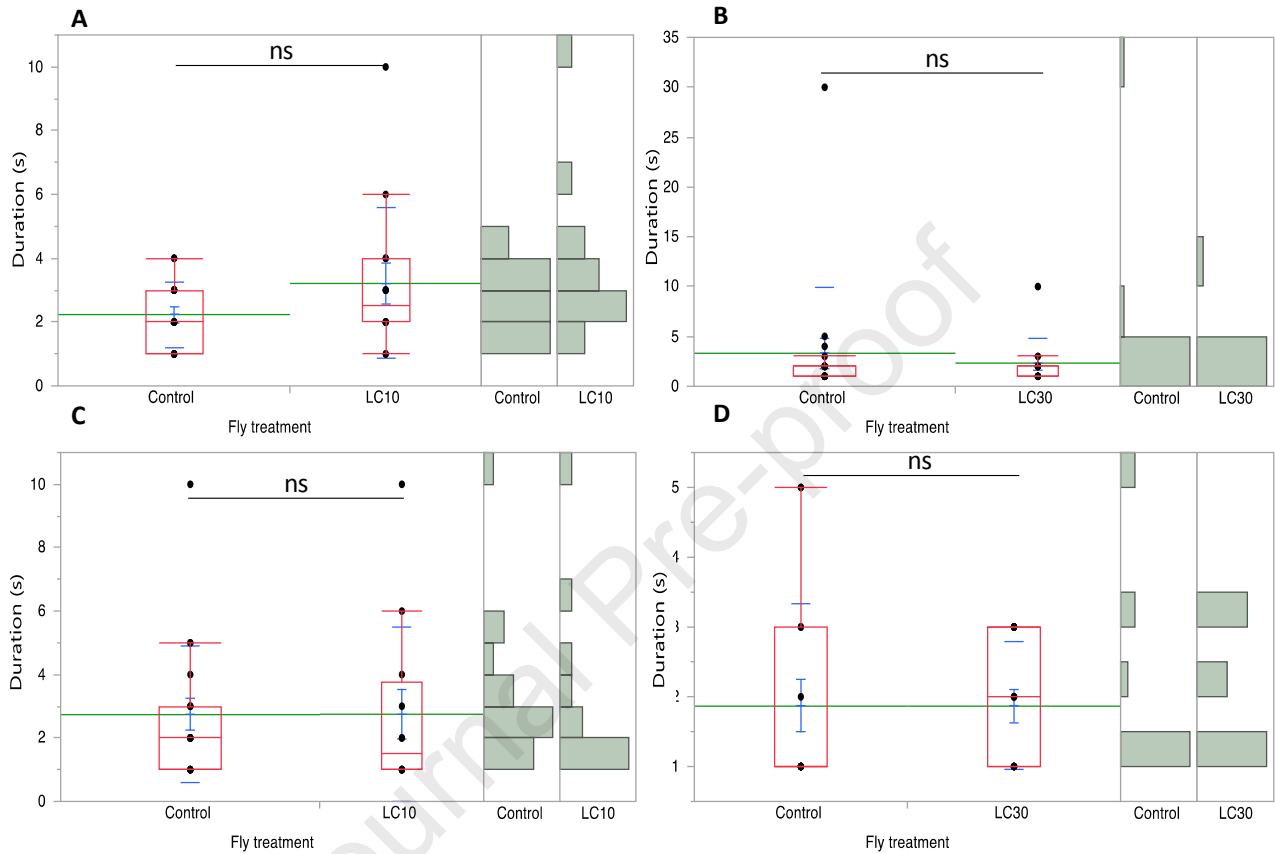 A
ns
Duration (s)
10
8
6
4
2
0
Control
LC10
Control
LC10
Fly treatment
B
ns
Duration (s)
35
30
25
20
15
10
5
0
Control
LC30
Control
LC30
Fly treatment
C
ns
Duration (s)
10
8
6
4
2
0
Control
LC10
Control
LC10
Fly treatment
D
ns
Duration (s)
5
4
3
2
1
Control
LC30
Control
LC30
Fly treatment
Journal Pre-proof